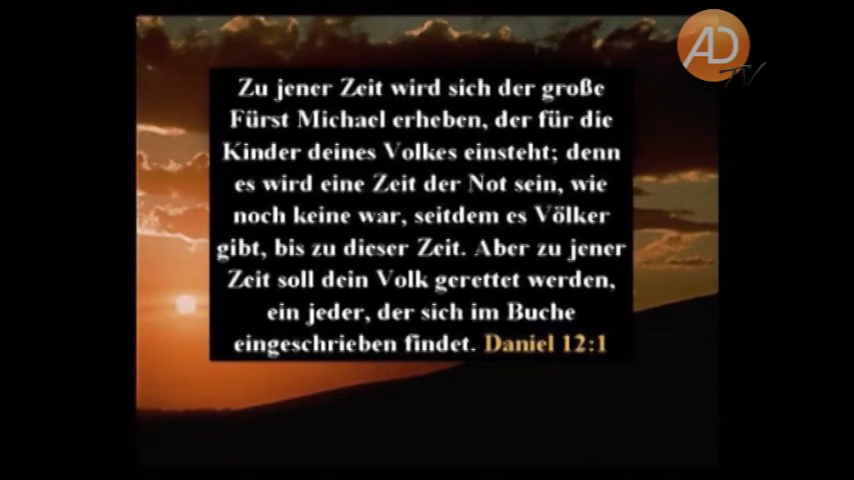 AD
TV
Zu jener Zeit wird sich der große
Fürst Michael erheben, der für die
Kinder deines Volkes einsteht; denn
es wird eine Zeit der Not sein, wie
noch keine war, seitdem es Völker
gibt, bis zu dieser Zeit. Aber zu jener
Zeit soll dein Volk gerettet werden,
ein jeder, der sich im Buche
eingeschrieben findet. Daniel 12:1